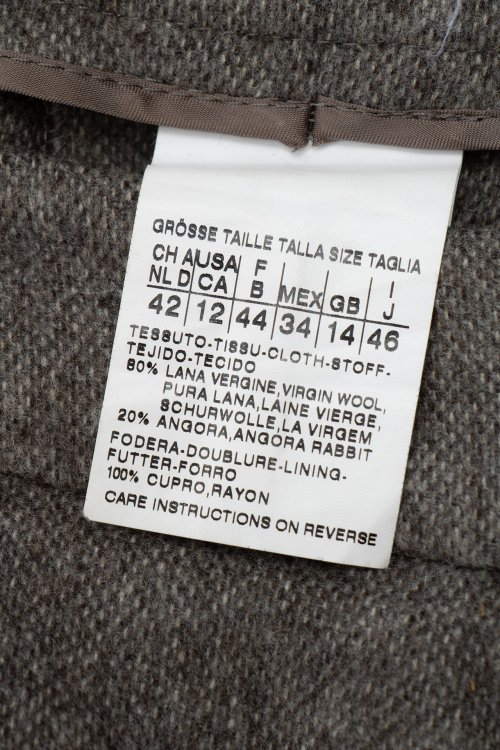 GRÖSSE TAILLE TALLA SIZE TAGLIA
CH A USA F I
NL D CA B MEX GB J
42 12 44 34 14 46
TESSUTO-TISSU-CLOTH-STOFF-
TEJIDO-TECIDO
80% LANA VERGINE,VIRGIN WOOL,
PURA LANA,LAINE VIERGE,
SCHURWOLLE,LA VIRGEM
20% ANGORA,ANGORA RABBIT
FODERA-DOUBLURE-LINING-
FUTTER-FORRO
100% CUPRO,RAYON
CARE INSTRUCTIONS ON REVERSE